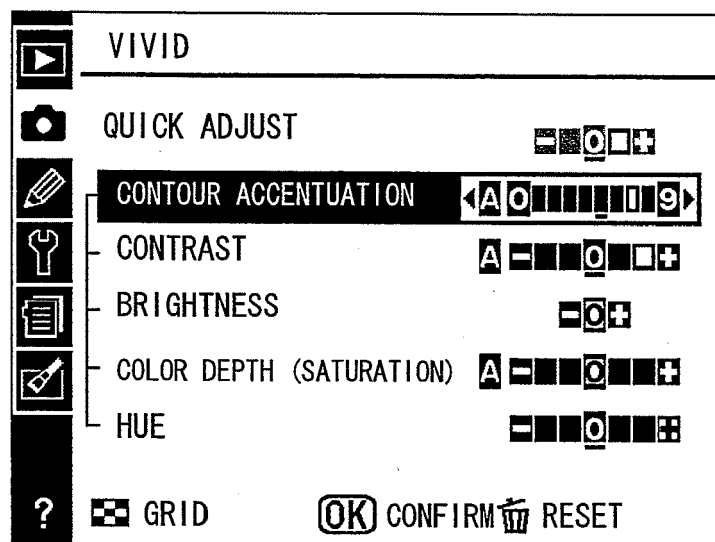 VIVID
QUICK ADJUST - 0 +
CONTOUR ACCENTUATION A 0 9
CONTRAST A - 0 +
BRIGHTNESS - 0 +
COLOR DEPTH (SATURATION) A - 0 +
HUE - 0 +
? GRID OK CONFIRM RESET